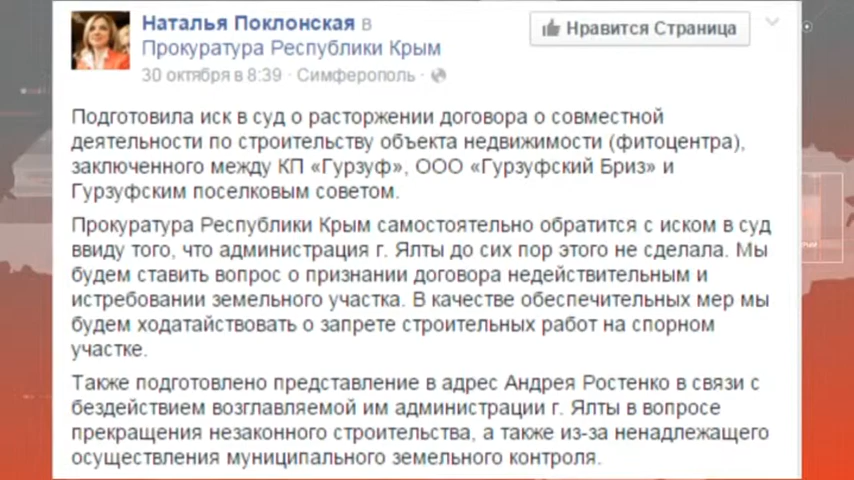 Наталья Поклонская в
Прокуратура Республики Крым
30 октября в 8:39 · Симферополь ·
Нравится Страница
Подготовила иск в суд о расторжении договора о совместной
деятельности по строительству объекта недвижимости (фитоцентра),
заключенного между КП «Гурзуф», ООО «Гурзуфский Бриз» и
Гурзуфским поселковым советом.
Прокуратура Республики Крым самостоятельно обратится с иском в суд
ввиду того, что администрация г. Ялты до сих пор этого не сделала. Мы
будем ставить вопрос о признании договора недействительным и
истребовании земельного участка. В качестве обеспечительных мер мы
будем ходатайствовать о запрете строительных работ на спорном
участке.
Также подготовлено представление в адрес Андрея Ростенко в связи с
бездействием возглавляемой им администрации г. Ялты в вопросе
прекращения незаконного строительства, а также из-за ненадлежащего
осуществления муниципального земельного контроля.